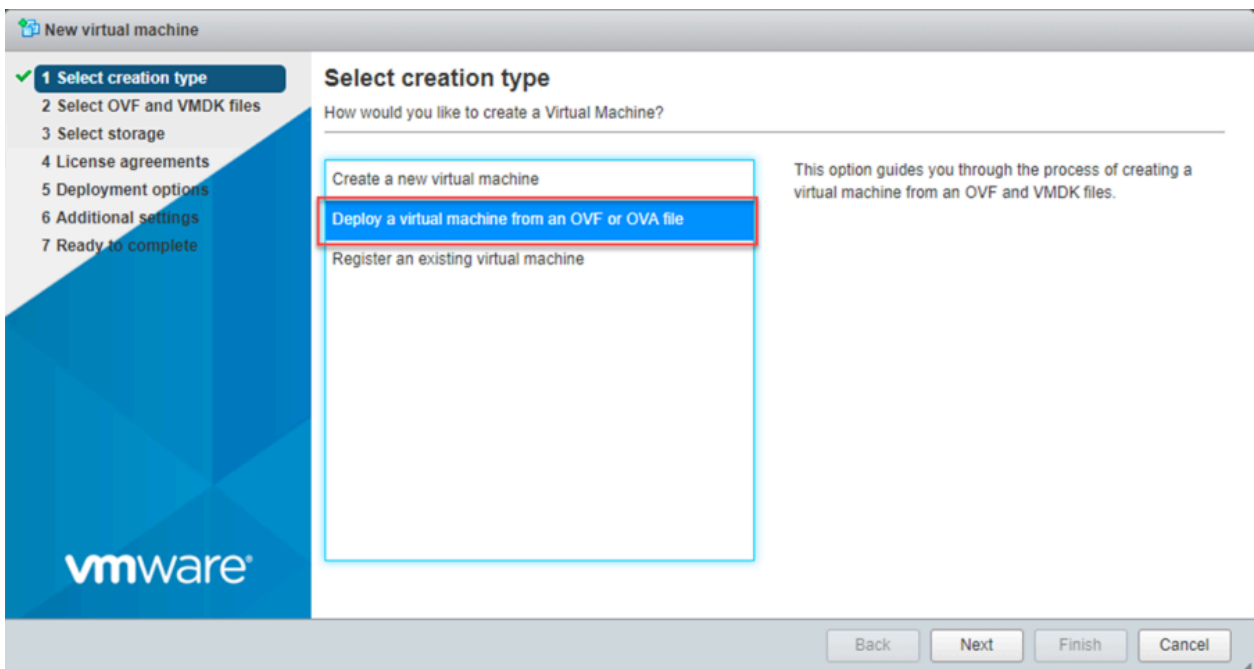 New virtual machine
1 Select creation type
2 Select OVF and VMDK files
3 Select storage
4 License agreements
5 Deployment options
6 Additional settings
7 Ready to complete
vmware®
Select creation type
How would you like to create a Virtual Machine?
Create a new virtual machine
Deploy a virtual machine from an OVF or OVA file
Register an existing virtual machine
This option guides you through the process of creating a
virtual machine from an OVF and VMDK files.
Back
Next
Finish
Cancel